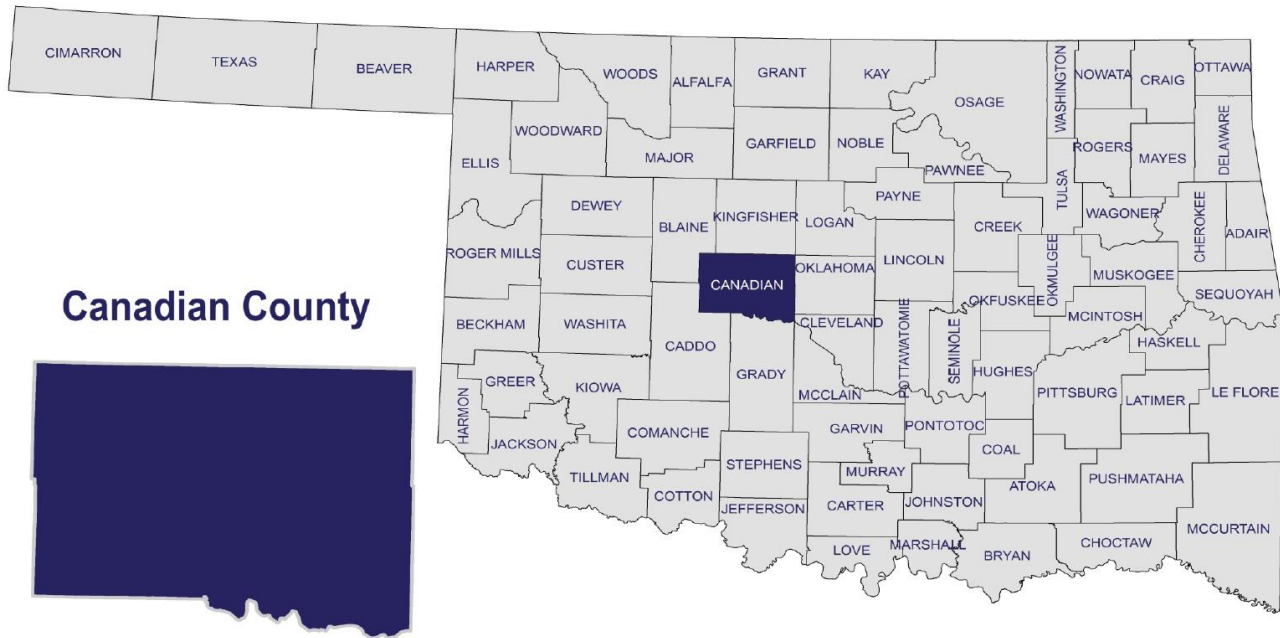 CIMARRON
TEXAS
BEAVER
HARPER
WOODS
ALFALFA
GRANT
KAY
OSAGE
WASHINGTON
NOWATA
CRAIG
OTTAWA
WOODWARD
ELLIS
MAJOR
GARFIELD
NOBLE
PAWNEE
ROGERS
MAYES
DELAWARE
DEWEY
BLAINE
KINGFISHER
LOGAN
PAYNE
CREEK
TULSA
WAGONER
CHEROKEE
ADAIR
ROGER MILLS
CUSTER
CANADIAN
OKLAHOMA
LINCOLN
OKMULGEE
MUSKOGEE
SEQUOYAH
Canadian County
BECKHAM
WASHITA
CADDO
GRADY
CLEVELAND
POTTAWATOMIE
SEMINOLE
OKFUSKEE
MCINTOSH
HASKELL
HARMON
GREER
KIOWA
MCCLAIN
HUGHES
PITTSBURG
LATIMER
LE FLORE
JACKSON
COMANCHE
GARVIN
PONTOTOC
COAL
TILLMAN
COTTON
STEPHENS
MURRAY
JOHNSTON
ATOKA
PUSHMATAHA
JEFFERSON
CARTER
LOVE
MARSHALL
BRYAN
CHOCTAW
MCCURTAIN